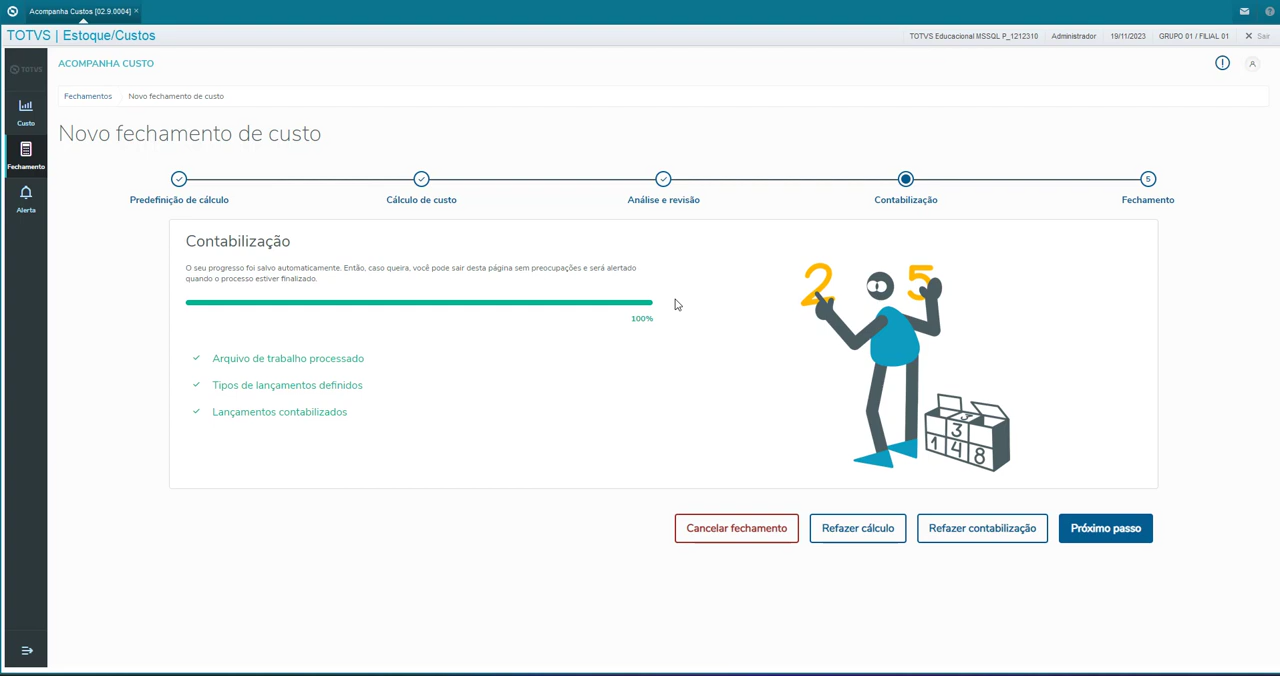 Acompanha Custos [02.9.0004] ×
TOTVS | Estoque/Custos
TOTVS Educacional MSSQL P_1212310 Administrador 19/11/2023 GRUPO 01 / FILIAL 01 Sair
TOTVS
ACOMPANHA CUSTO
Fechamentos Novo fechamento de custo
Custo
Fechamento
Alerta
Novo fechamento de custo
5
Predefinição de cálculo Cálculo de custo Análise e revisão Contabilização Fechamento
Contabilização
O seu progresso foi salvo automaticamente. Então, caso queira, você pode sair desta página sem preocupações e será alertado
quando o processo estiver finalizado.
100%
Arquivo de trabalho processado
Tipos de lançamentos definidos
Lançamentos contabilizados
2 5
5
3
1 4 8
Cancelar fechamento Refazer cálculo Refazer contabilização Próximo passo